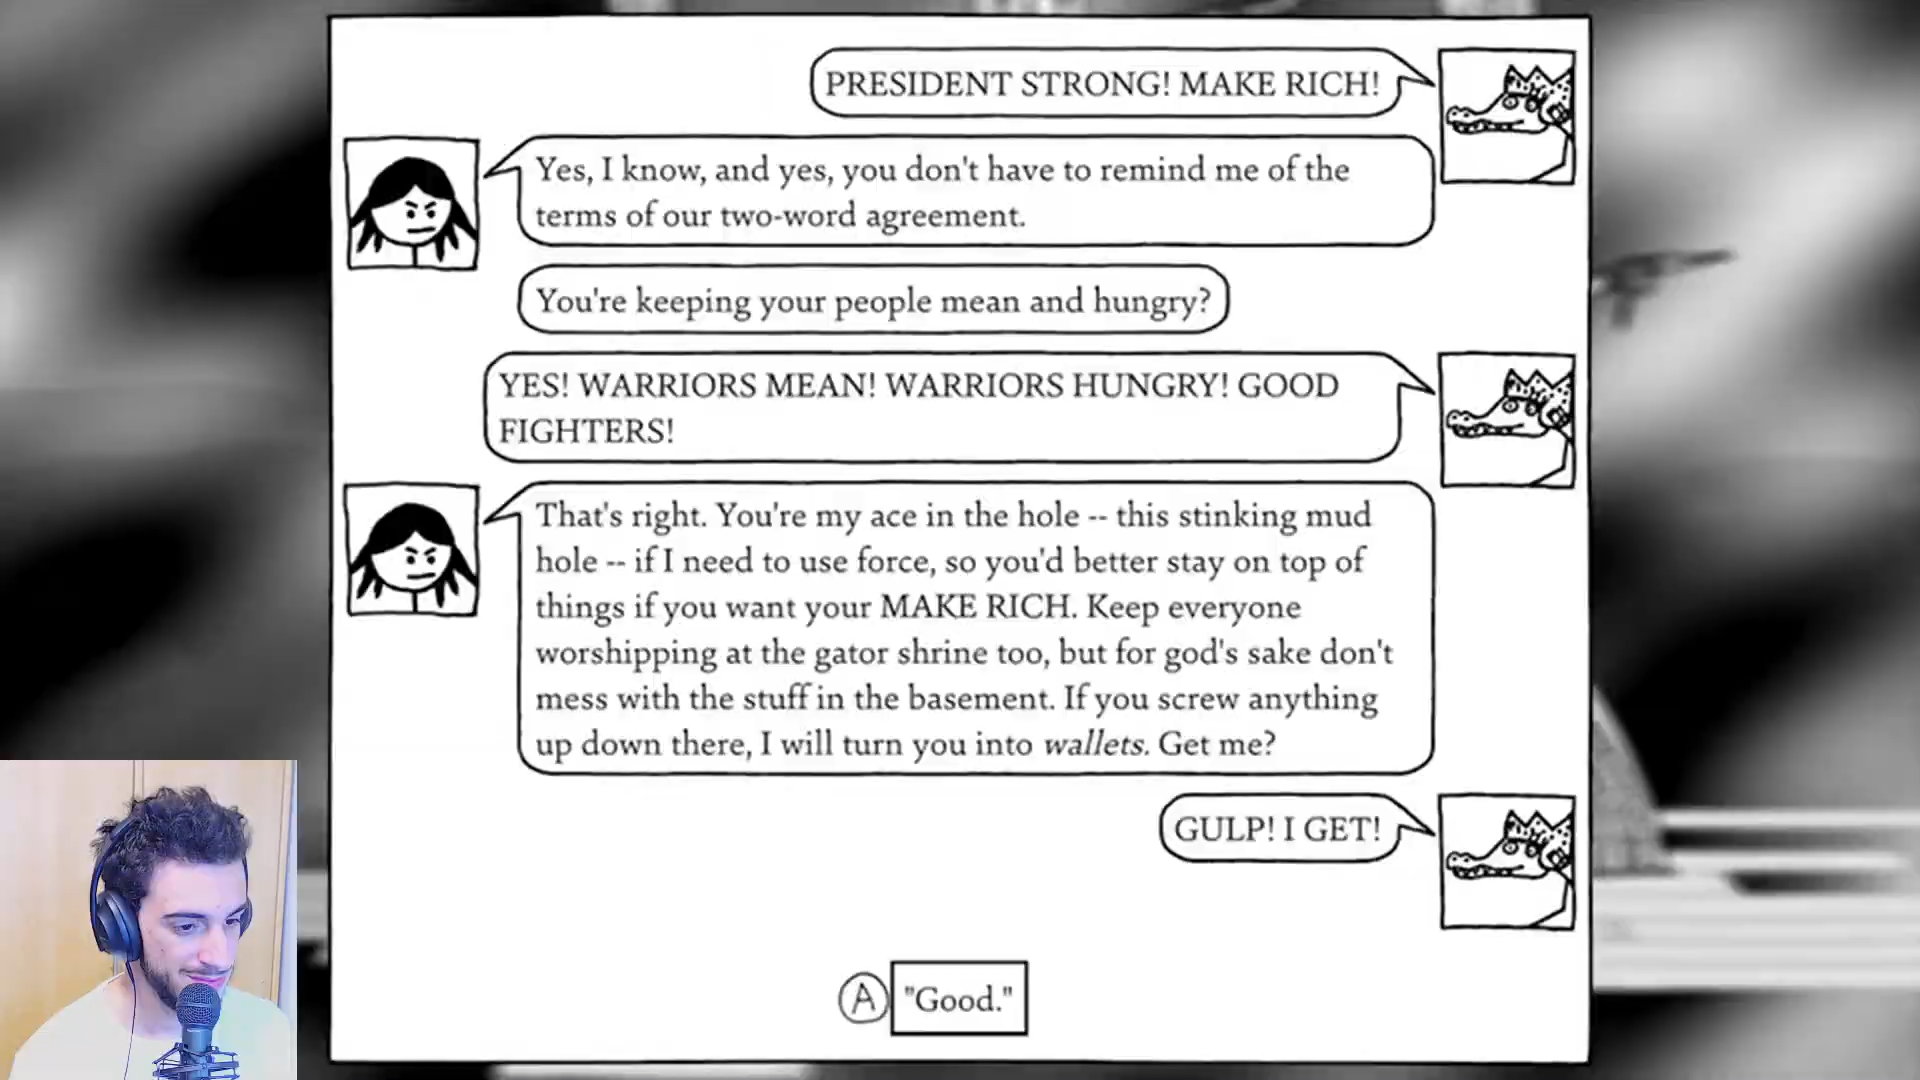 PRESIDENT STRONG! MAKE RICH!
Yes, I know, and yes, you don't have to remind me of the
terms of our two-word agreement.
You're keeping your people mean and hungry?
YES! WARRIORS MEAN! WARRIORS HUNGRY! GOOD
FIGHTERS!
That's right. You're my ace in the hole -- this stinking mud
hole -- if I need to use force, so you'd better stay on top of
things if you want your MAKE RICH. Keep everyone
worshipping at the gator shrine too, but for god's sake don't
mess with the stuff in the basement. If you screw anything
up down there, I will turn you into wallets. Get me?
GULP! I GET!
A "Good."